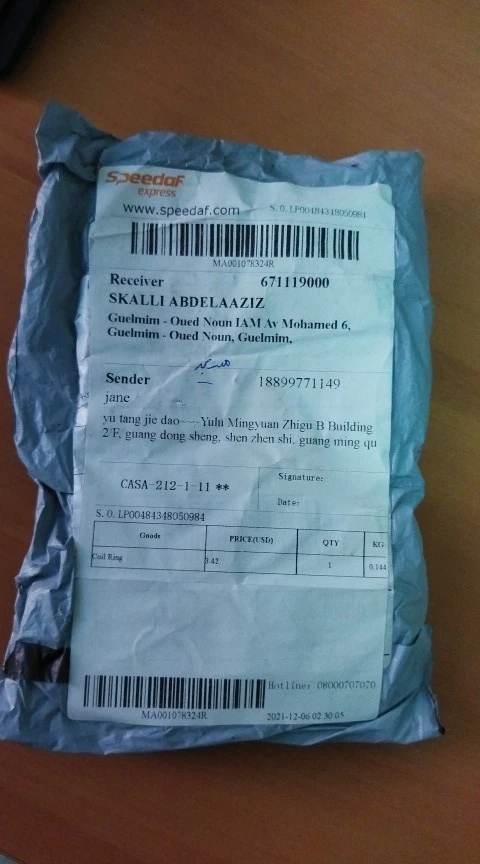 Speedaf
express
www.speedaf.com S. O. LP00484348050984
MA001078324R
Receiver 671119000
SKALLI ABDELAAZIZ
Guelmim - Oued Noun IAM Av Mohamed 6,
Guelmim - Oued Noun, Guelmim,
Sender 18899771149
jane
yu tang jie dao——Yulu Mingyuan Zhigu B Building
2/F, guang dong sheng, shen zhen shi, guang ming qu
CASA-212-1-11 **
Signature:
Date:
S. O. LP00484348050984
Goods PRICE(USD) QTY KG
Coil Ring 3.42 1 0.144
Hotline: 08000707070
MA001078324R 2021-12-06 02:30:05